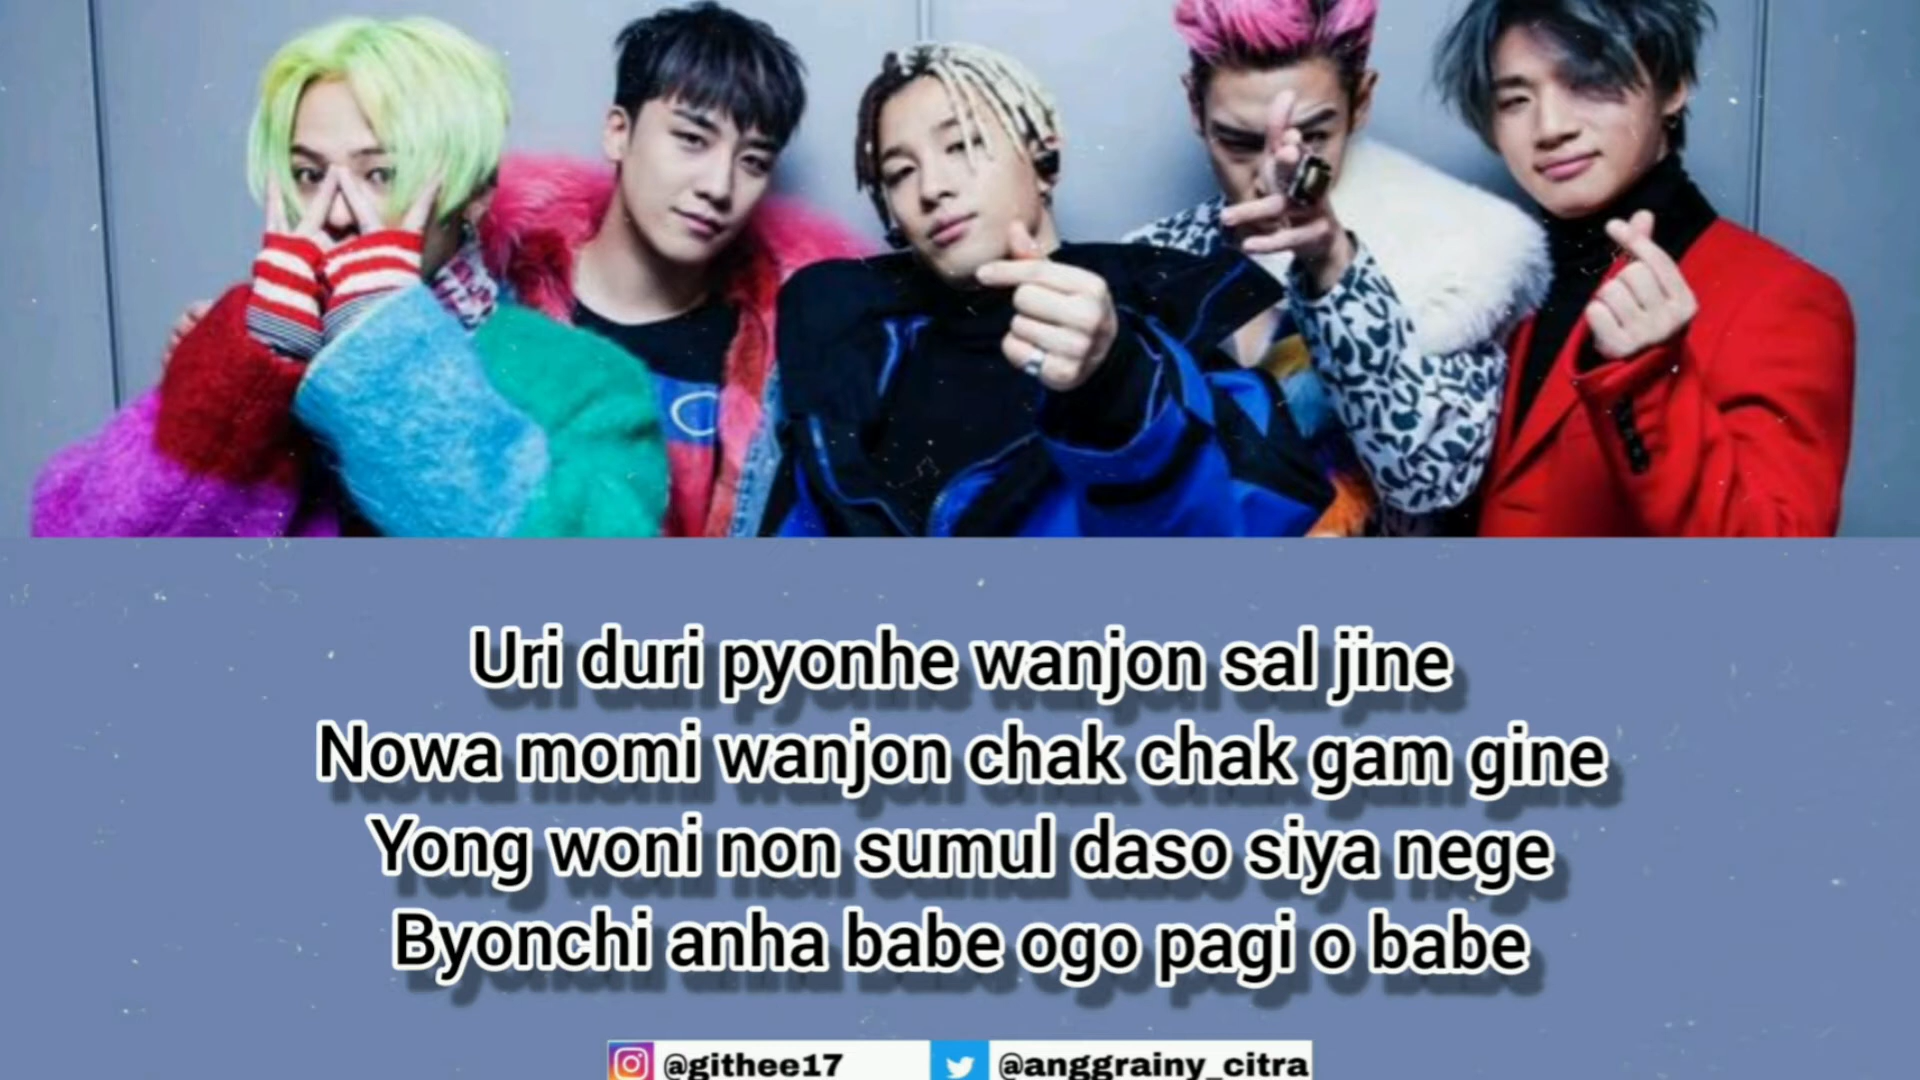 Uri duri pyonhe wanjon sal jine
Nowa momi wanjon chak chak gam gine
Yong woni non sumul daso siya nege
Byonchi anha babe ogo pagi o babe
@githee17 @anggrainy_citra